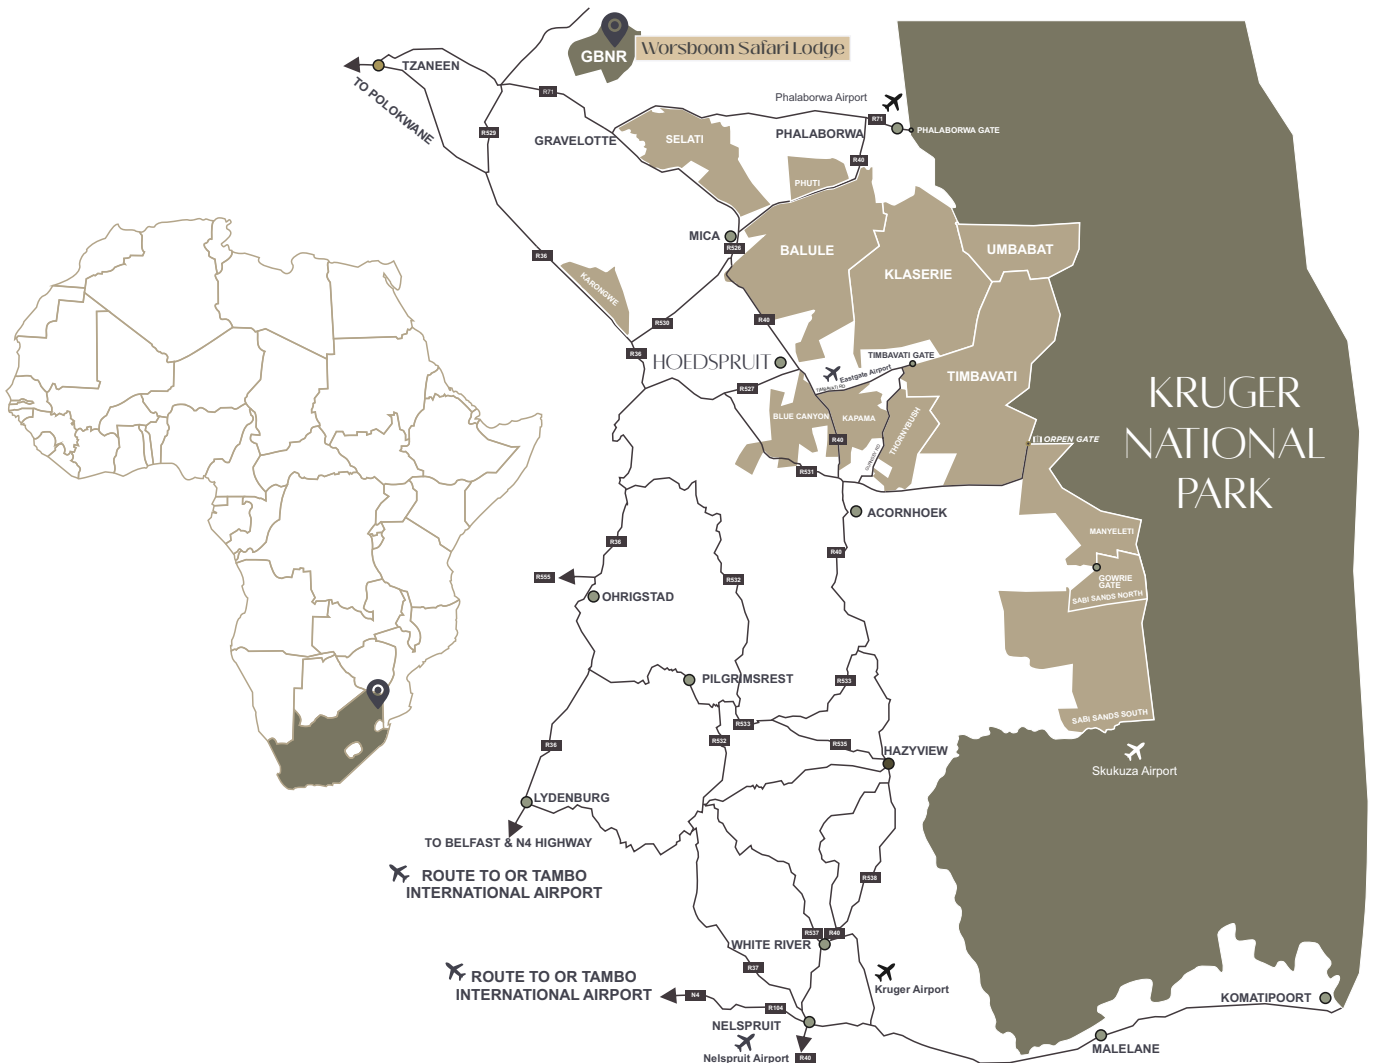 GBNR
Worsboom Safari Lodge
TZANEEN
TO POLOKWANE
R71
R529
GRAVELOTTE
SELATI
Phalaborwa Airport
PHALABORWA
R71
PHALABORWA GATE
R40
PHUTI
MICA
R526
BALULE
KLASERIE
UMBABAT
R36
KARONGWE
R530
R40
R36
HOEDSPRUIT
TIMBAVATI GATE
Eastgate Airport
TIMBAVATI RD
TIMBAVATI
R527
BLUE CANYON
KAPAMA
THORNYBUSH
R40
ORPEN GATE
R531
KRUGER
NATIONAL
PARK
ACORNHOEK
MANYELETI
R36
R40
R555
R532
GOWRIE
GATE
OHRIGSTAD
SABI SANDS NORTH
PILGRIMSREST
R533
SABI SANDS SOUTH
R533
R532
R535
R36
HAZYVIEW
Skukuza Airport
LYDENBURG
TO BELFAST & N4 HIGHWAY
ROUTE TO OR TAMBO
INTERNATIONAL AIRPORT
R538
R537
R40
WHITE RIVER
R37
ROUTE TO OR TAMBO
INTERNATIONAL AIRPORT
Kruger Airport
N4
R104
KOMATIPOORT
NELSPRUIT
MALELANE
Nelspruit Airport
R40